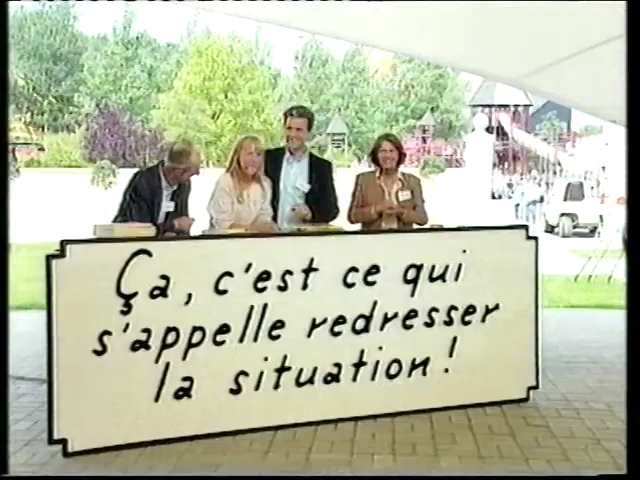 Ça, c'est ce qui
s'appelle redresser
la situation !